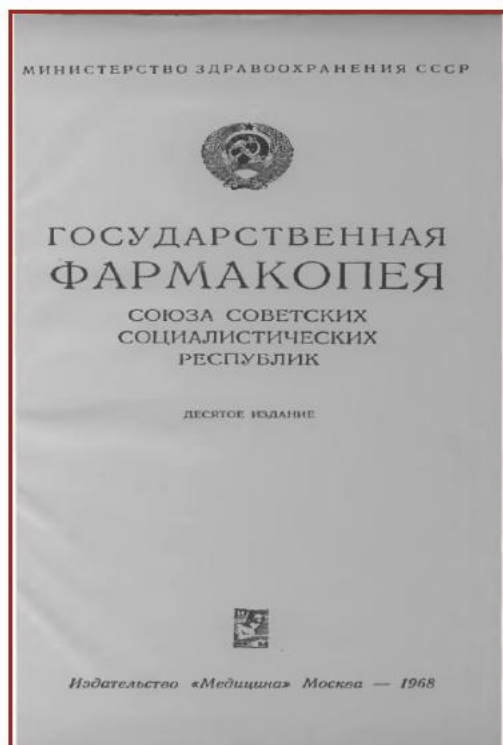 МИНИСТЕРСТВО ЗДРАВООХРАНЕНИЯ СССР
ГОСУДАРСТВЕННАЯ
ФАРМАКОПЕЯ
СОЮЗА СОВЕТСКИХ
СОЦИАЛИСТИЧЕСКИХ
РЕСПУБЛИК
ДЕСЯТОЕ ИЗДАНИЕ
Издательство «Медицина» Москва — 1968